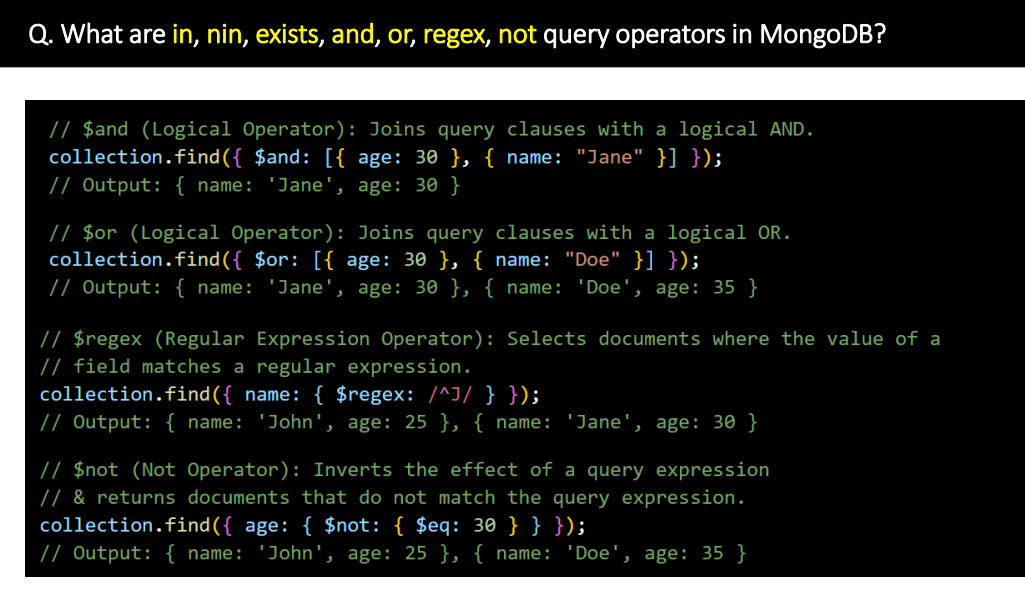 Q. What are in, nin, exists, and, or, regex, not query operators in MongoDB?
// $and (Logical Operator): Joins query clauses with a logical AND.
collection.find({ $and: [{ age: 30 }, { name: "Jane" }] });
// Output: { name: 'Jane', age: 30 }
// $or (Logical Operator): Joins query clauses with a logical OR.
collection.find({ $or: [{ age: 30 }, { name: "Doe" }] });
// Output: { name: 'Jane', age: 30 }, { name: 'Doe', age: 35 }
// $regex (Regular Expression Operator): Selects documents where the value of a
// field matches a regular expression.
collection.find({ name: { $regex: /^J/ } });
// Output: { name: 'John', age: 25 }, { name: 'Jane', age: 30 }
// $not (Not Operator): Inverts the effect of a query expression
// & returns documents that do not match the query expression.
collection.find({ age: { $not: { $eq: 30 } } });
// Output: { name: 'John', age: 25 }, { name: 'Doe', age: 35 }